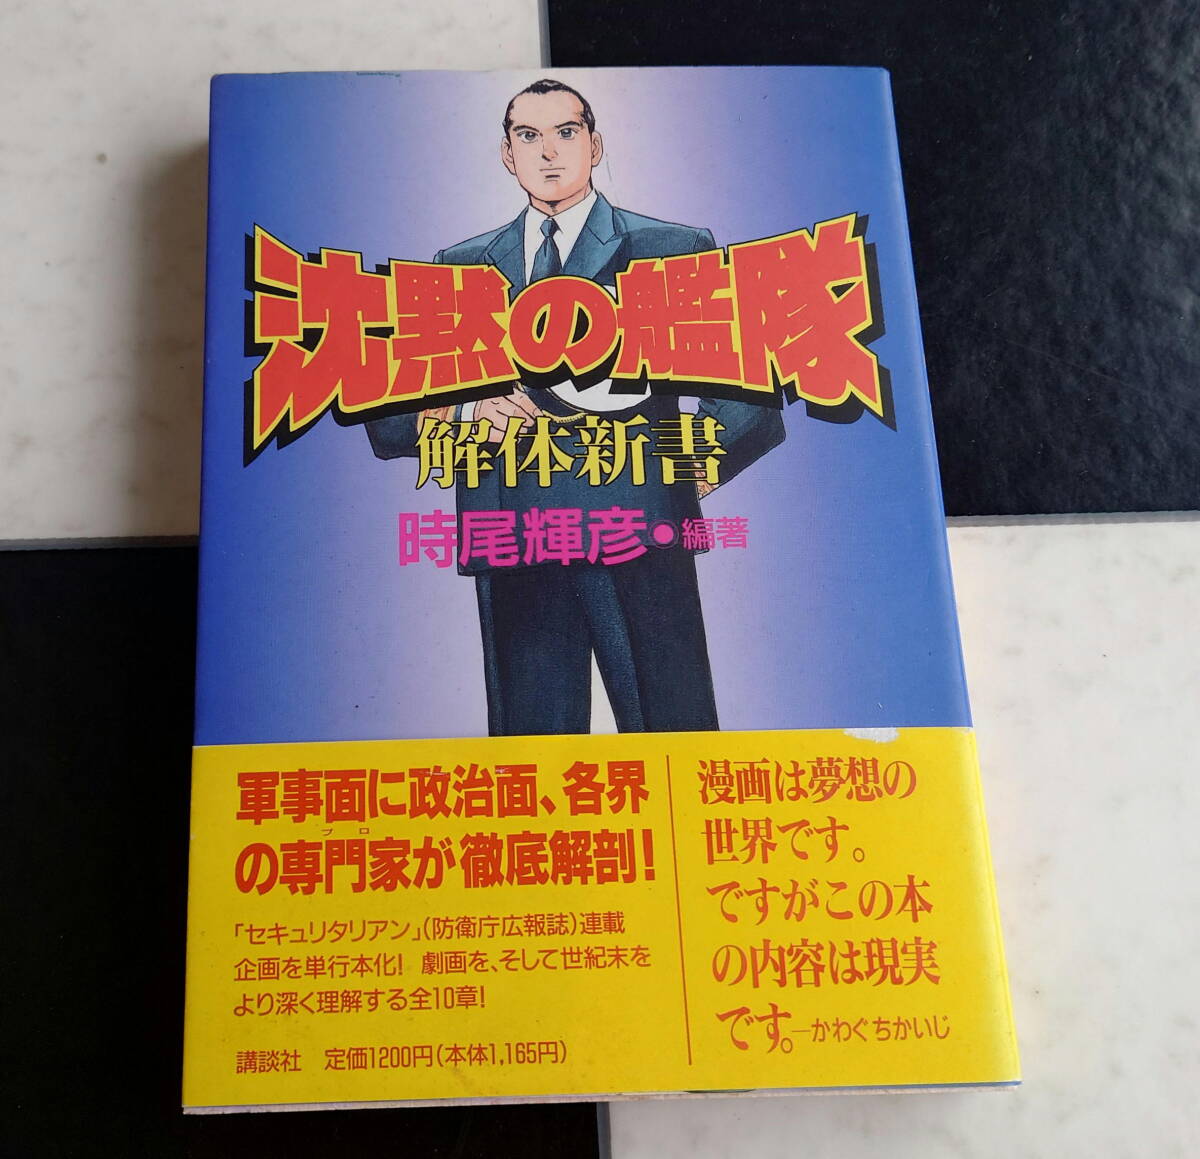 沈黙の艦隊
解体新書
時尾輝彦●編著
軍事面に政治面、各界
プロ
の専門家が徹底解剖!
「セキュリタリアン」(防衛庁広報誌)連載
企画を単行本化! 劇画を、そして世紀末を
より深く理解する全10章!
講談社 定価1200円(本体1,165円)
漫画は夢想の
世界です。
ですがこの本
の内容は現実
です。—かわぐちかいじ